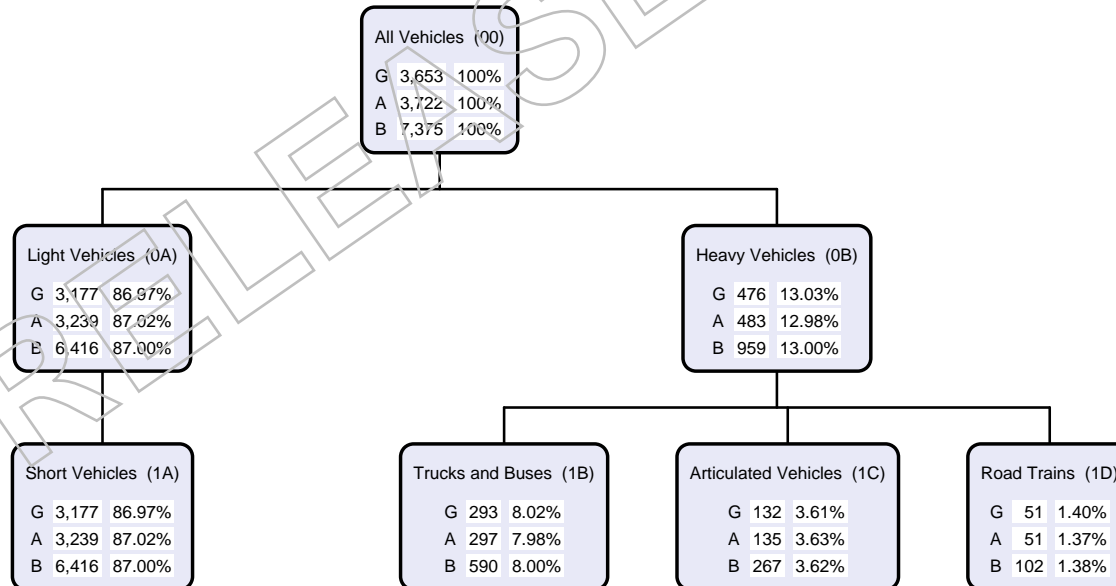 All Vehicles (00)
G 3,653 100%
A 3,722 100%
B 7,375 100%
Light Vehicles (0A)
G 3,177 86.97%
A 3,239 87.02%
B 6,416 87.00%
Heavy Vehicles (0B)
G 476 13.03%
A 483 12.98%
B 959 13.00%
Short Vehicles (1A)
G 3,177 86.97%
A 3,239 87.02%
B 6,416 87.00%
Trucks and Buses (1B)
G 293 8.02%
A 297 7.98%
B 590 8.00%
Articulated Vehicles (1C)
G 132 3.61%
A 135 3.63%
B 267 3.62%
Road Trains (1D)
G 51 1.40%
A 51 1.37%
B 102 1.38%
RELEASE